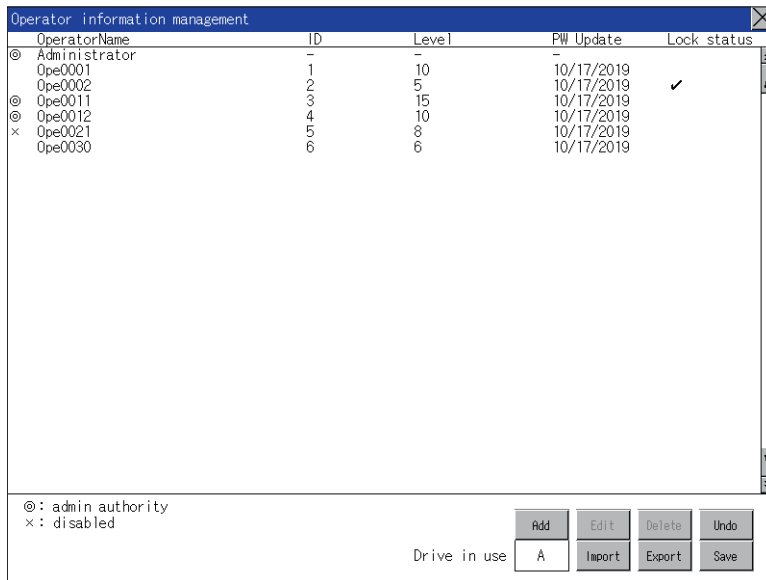 Operator information management
OperatorName ID Level PW Update Lock status
◎ Administrator - - -
Ope0001 1 10 10/17/2019
Ope0002 2 5 10/17/2019 ✔
◎ Ope0011 3 15 10/17/2019
◎ Ope0012 4 10 10/17/2019
× Ope0021 5 8 10/17/2019
Ope0030 6 6 10/17/2019
◎: admin authority
×: disabled
Add Edit Delete Undo
Drive in use A Import Export Save